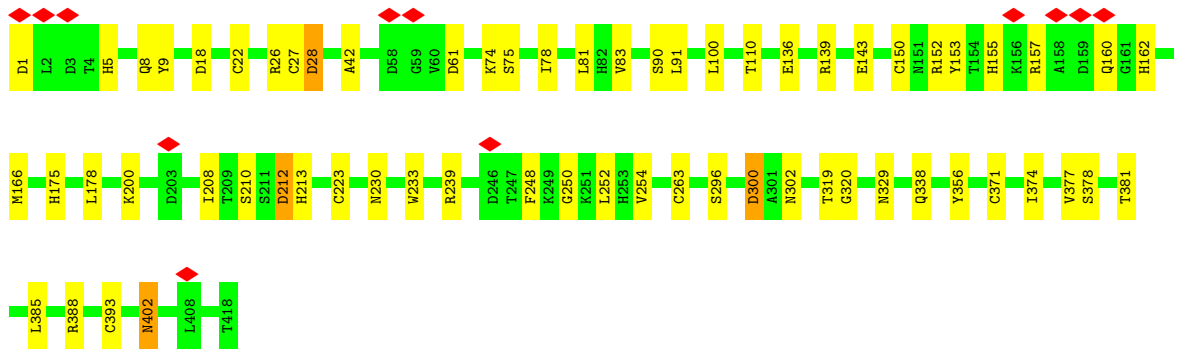 D1 L2 D3 T4 H5 Q8 Y9 D18 C22 R26 C27 D28 A42 D58 G59 V60 D61 K74 S75 I78 L81 H82 V83 S90 L91 L100 T110 E136 R139 E143 C150 N151 R152 Y153 T154 H155 K156 R157 A158 D159 Q160 G161 H162
M166 H175 L178 K200 D203 I208 T209 S210 S211 D212 H213 C223 N230 W233 R239 D246 T247 F248 K249 G250 K251 L252 H253 V254 C263 S296 D300 A301 N302 T319 G320 N329 Q338 Y356 C371 I374 V377 S378 T381
L385 R388 C393 N402 L408 T418